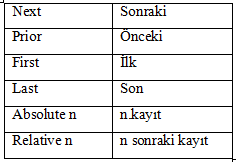 Next Sonraki
Prior Önceki
First İlk
Last Son
Absolute n n.kayıt
Relative n n sonraki kayıt